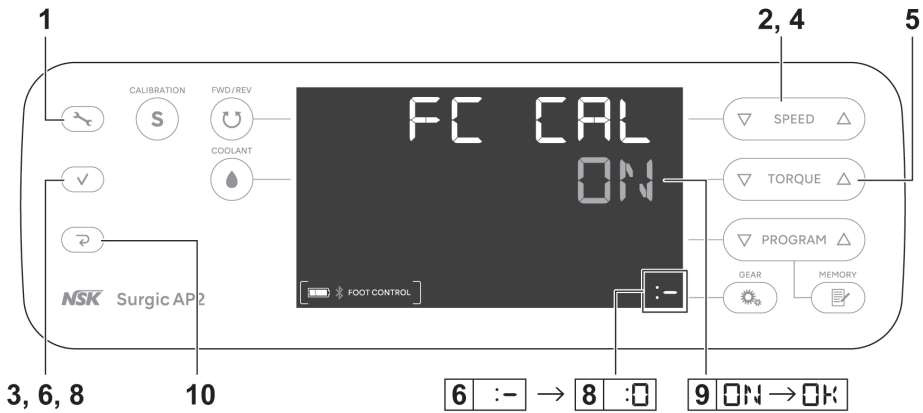 1
2, 4
5
CALIBRATION
FWD/REV
S
COOLANT
FC CAL
ON
SPEED
TORQUE
PROGRAM
GEAR
MEMORY
NSK Surgic AP2
FOOT CONTROL
:-
3, 6, 8
10
6 :- → 8 :0
9 ON → OK